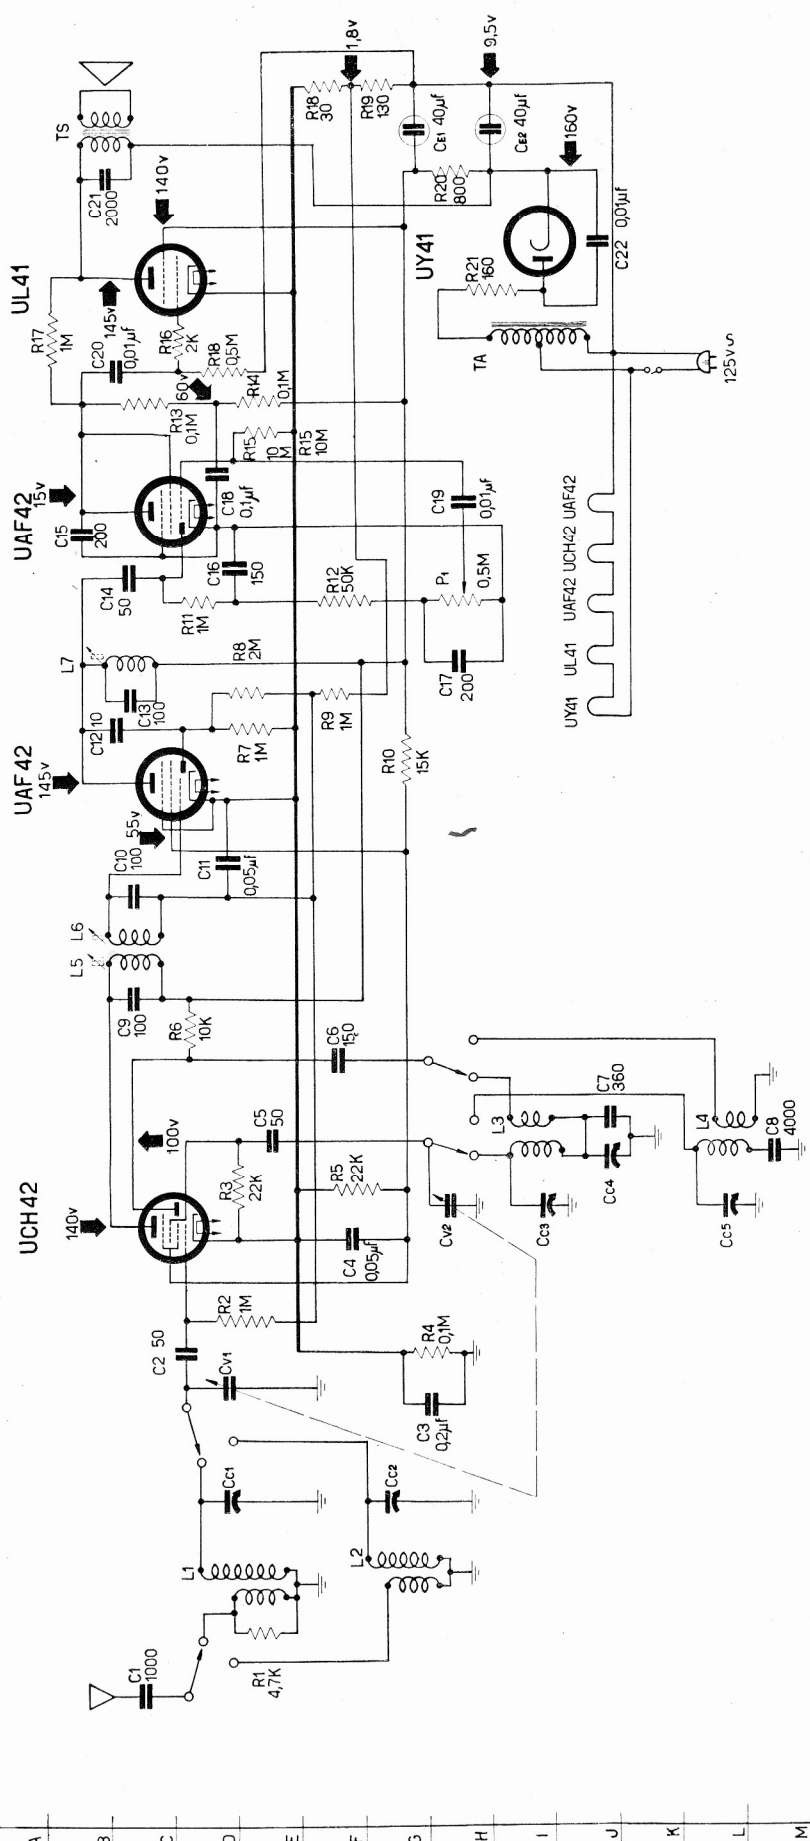 UCH42
140v
100v
UAF42
145v
55v
UAF42
15v
60v
UL41
145v
140v
UY41
160v
9,5v
1,8v
C1
1000
R1
4,7K
L1
L2
Cc1
Cc2
Cv1
C2 50
R2
1M
C3
0,2µf
R4
0,1M
C4
0,05µf
R5
22K
R3
22K
C5
50
C6
150
Cv2
Cc3
L3
Cc4
C7
360
L4
Cc5
C8
4000
R6
10K
C9
100
L5
L6
C10
100
C11
0,05µf
C12 10
C13
100
L7
R7
1M
R8
2M
R9
1M
R10
15K
C14
50
R11
1M
C15
200
C16
150
R12
50K
C17
200
P1
0,5M
C19
0,01µf
C18
0,1µf
R15
10
M
R15
10M
R13
0,1M
R14
0,1M
R17
1M
C20
0,01µf
R16
2K
R18
0,5M
C21
2000
TS
R18
30
R19
130
CE1 40µf
CE2 40µf
R20
800
R21
160
C22
0,01µf
TA
125v
UY41 UL41 UAF42 UCH42 UAF42
A
B
C
D
E
F
G
H
I
J
K
L
M